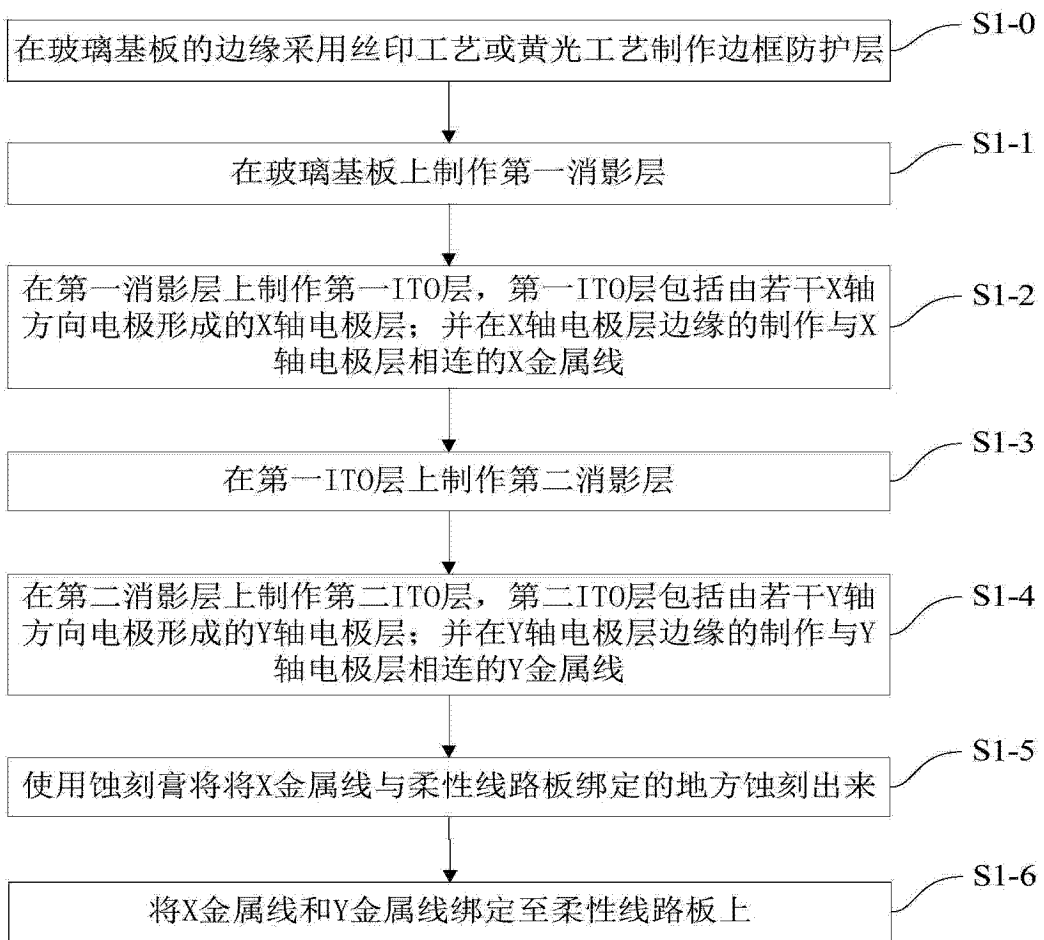 在玻璃基板的边缘采用丝印工艺或黄光工艺制作边框防护层
S1-0
在玻璃基板上制作第一消影层
S1-1
在第一消影层上制作第一ITO层，第一ITO层包括由若干X轴
方向电极形成的X轴电极层；并在X轴电极层边缘的制作与X
轴电极层相连的X金属线
S1-2
在第一ITO层上制作第二消影层
S1-3
在第二消影层上制作第二ITO层，第二ITO层包括由若干Y轴
方向电极形成的Y轴电极层；并在Y轴电极层边缘的制作与Y
轴电极层相连的Y金属线
S1-4
使用蚀刻膏将将X金属线与柔性线路板绑定的地方蚀刻出来
S1-5
将X金属线和Y金属线绑定至柔性线路板上
S1-6